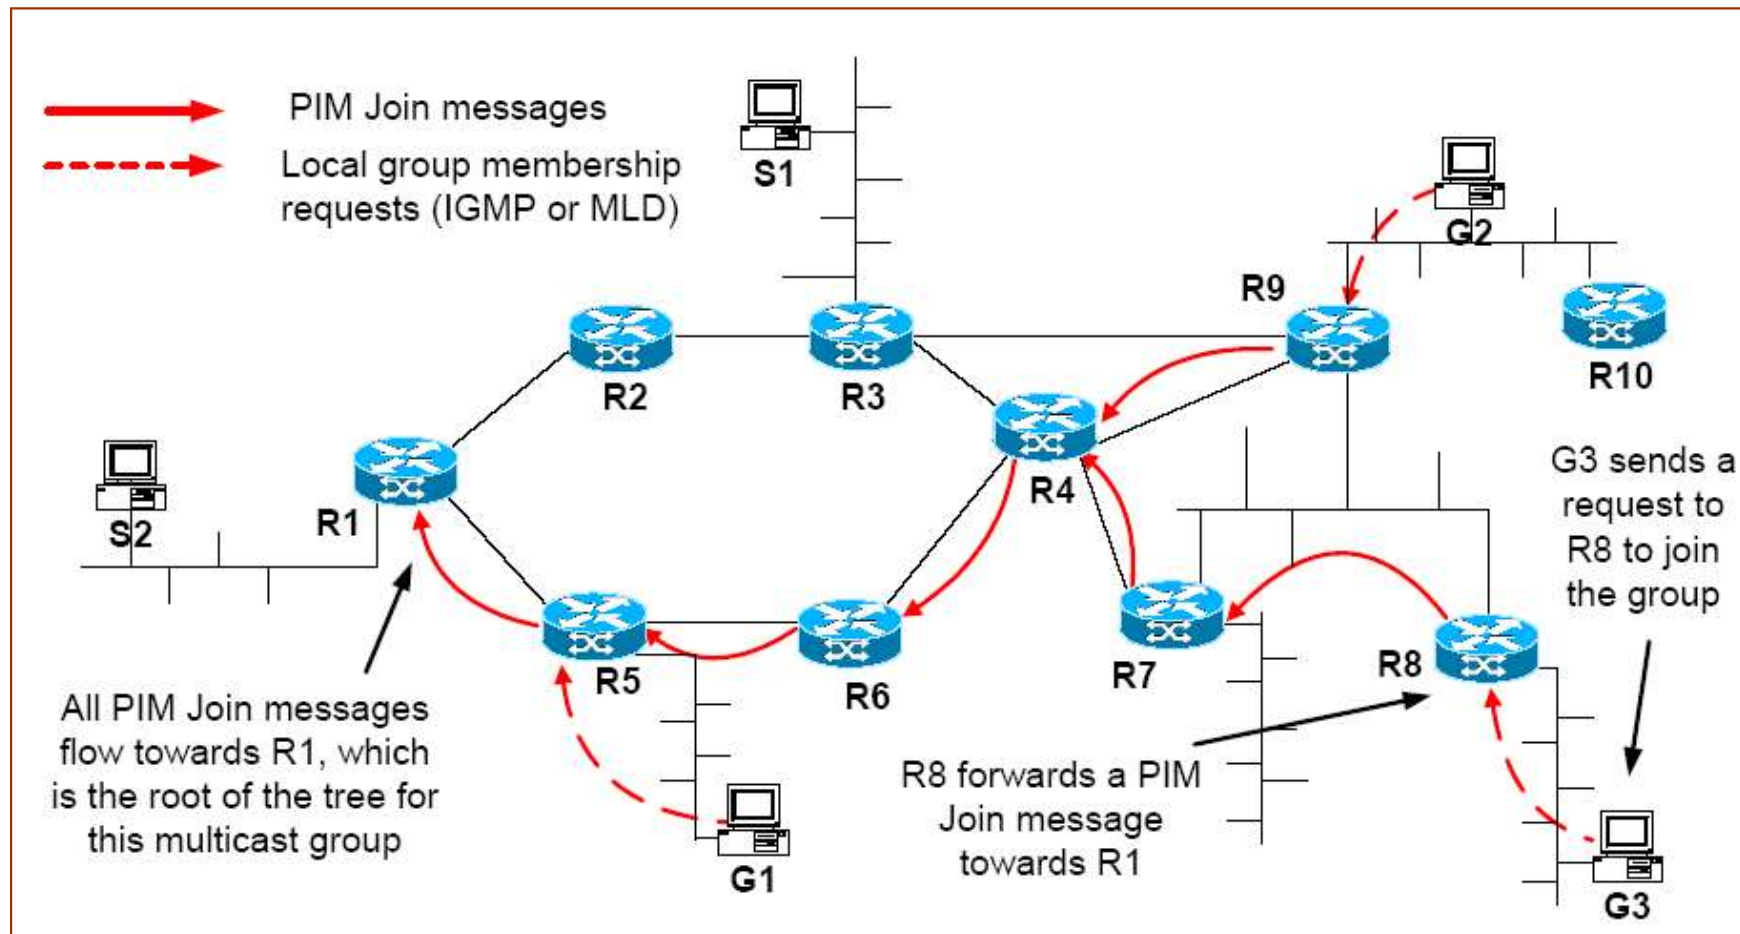 PIM Join messages
Local group membership
requests (IGMP or MLD)
S1
G2
R9
R10
R2
R3
R4
R1
S2
G3 sends a
request to
R8 to join
the group
R5
R6
R7
R8
All PIM Join messages
flow towards R1, which
is the root of the tree for
this multicast group
R8 forwards a PIM
Join message
towards R1
G1
G3